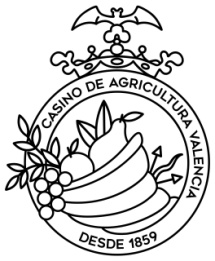 CASINO DE AGRICULTURA VALENCIA
DESDE 1859